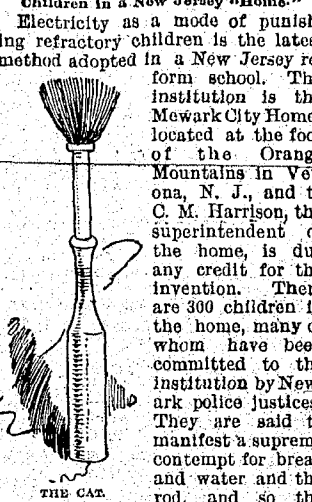 Children in a New Jersey "Home."
Electricity as a mode of punish
ng refractory children is the lates
method adopted in a New Jersey re
form school. Th
institution is th
Mewark City Home
located at the foo
of the Orang
Mountains in Ve
ona, N. J., and t
C. M. Harrison, th
superintendent o
the home, is du
any credit for th
invention. Ther
are 300 children i
the home, many o
whom have bee
committed to th
institution by New
ark police justices
They are said t
manifest a suprem
contempt for brea
and water and th
rod, and so th
THE CAT.